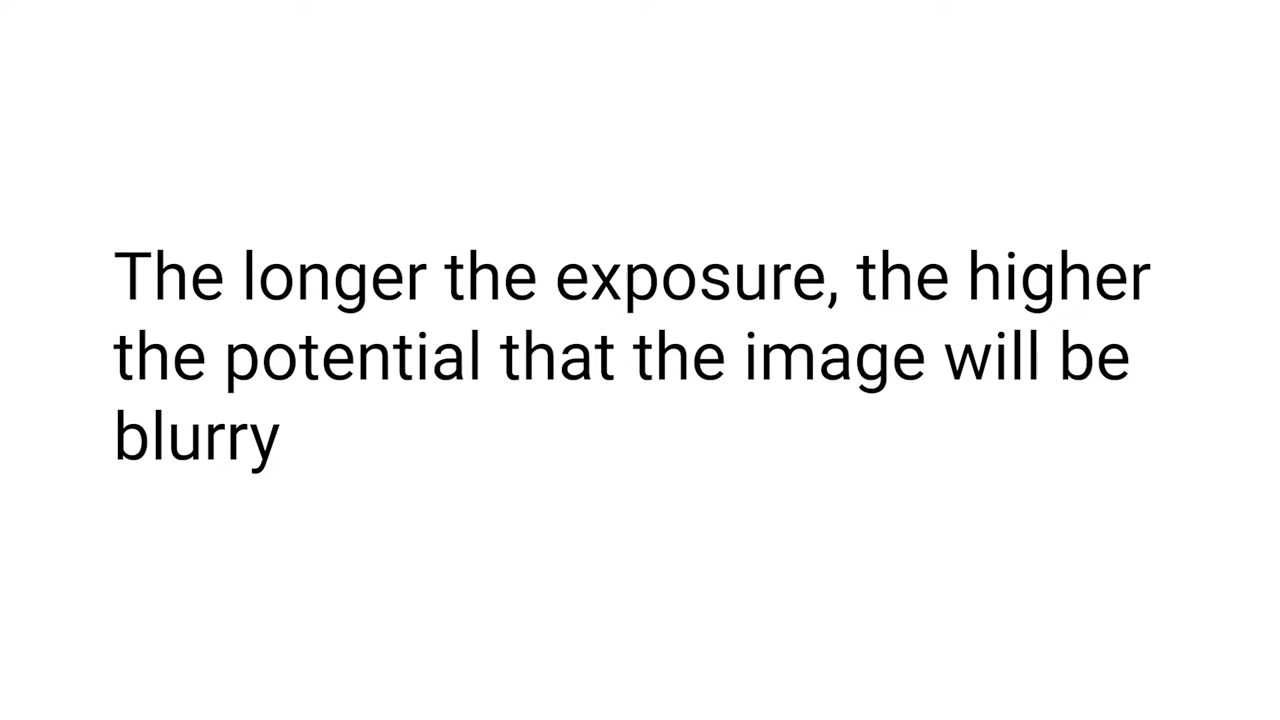 The longer the exposure, the higher
the potential that the image will be
blurry